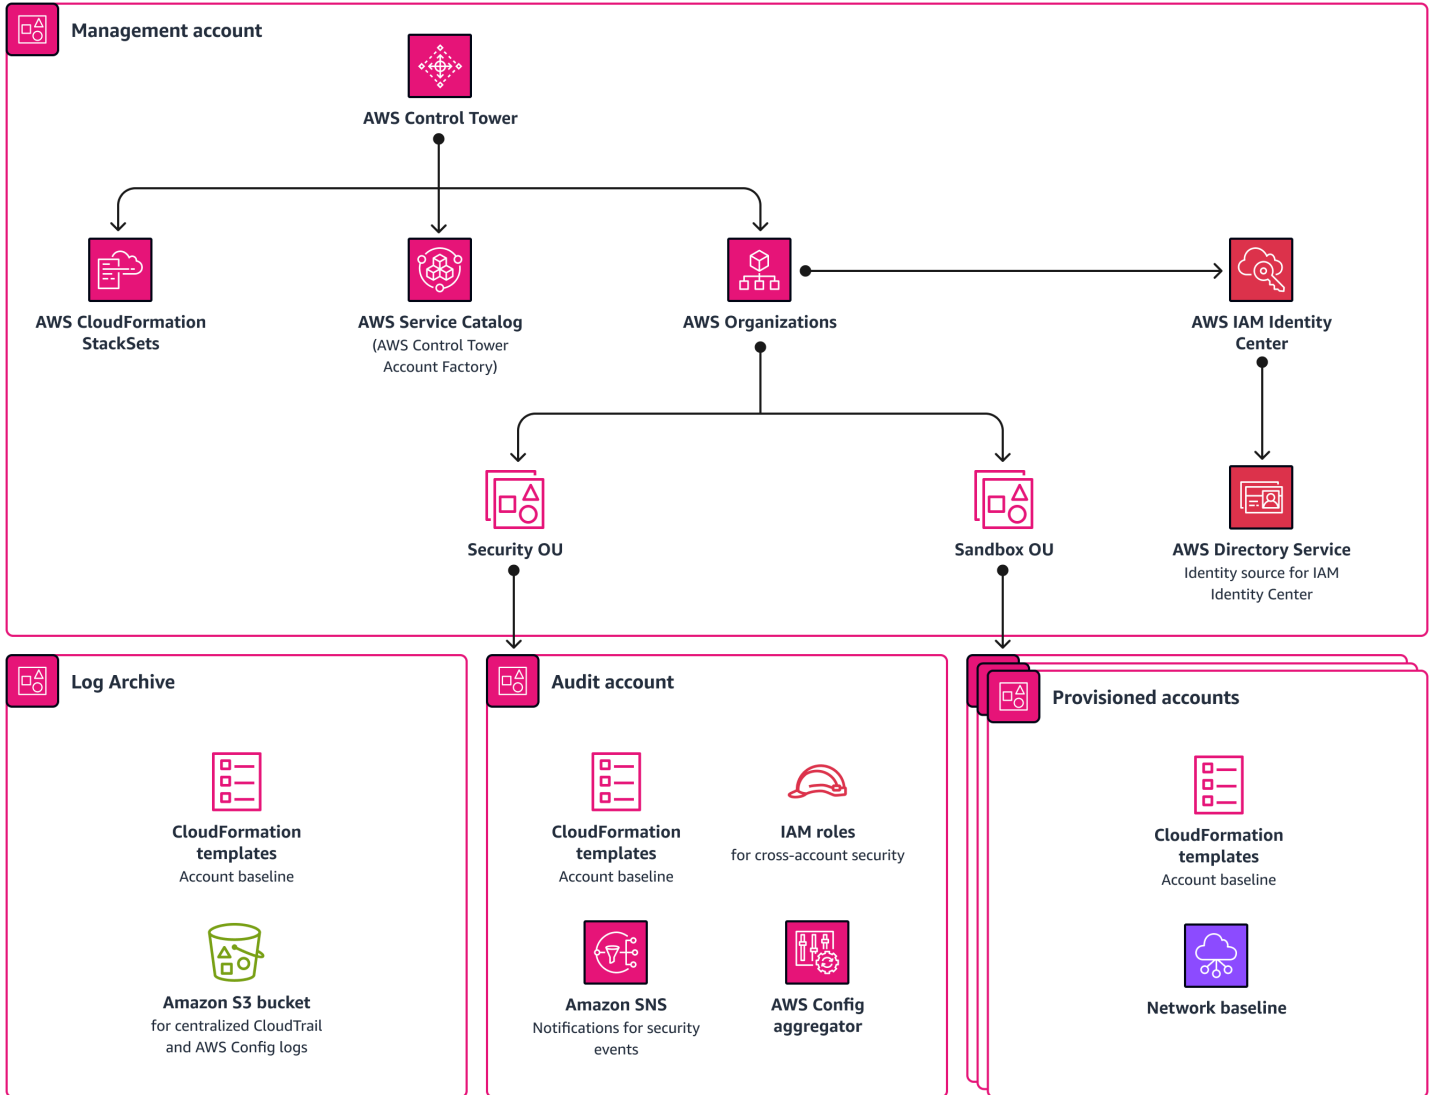 Management account
AWS Control Tower
AWS CloudFormation
StackSets
AWS Service Catalog
(AWS Control Tower
Account Factory)
AWS Organizations
AWS IAM Identity
Center
Security OU
Sandbox OU
AWS Directory Service
Identity source for IAM
Identity Center
Log Archive
CloudFormation
templates
Account baseline
Amazon S3 bucket
for centralized CloudTrail
and AWS Config logs
Audit account
CloudFormation
templates
Account baseline
IAM roles
for cross-account security
Amazon SNS
Notifications for security
events
AWS Config
aggregator
Provisioned accounts
CloudFormation
templates
Account baseline
Network baseline